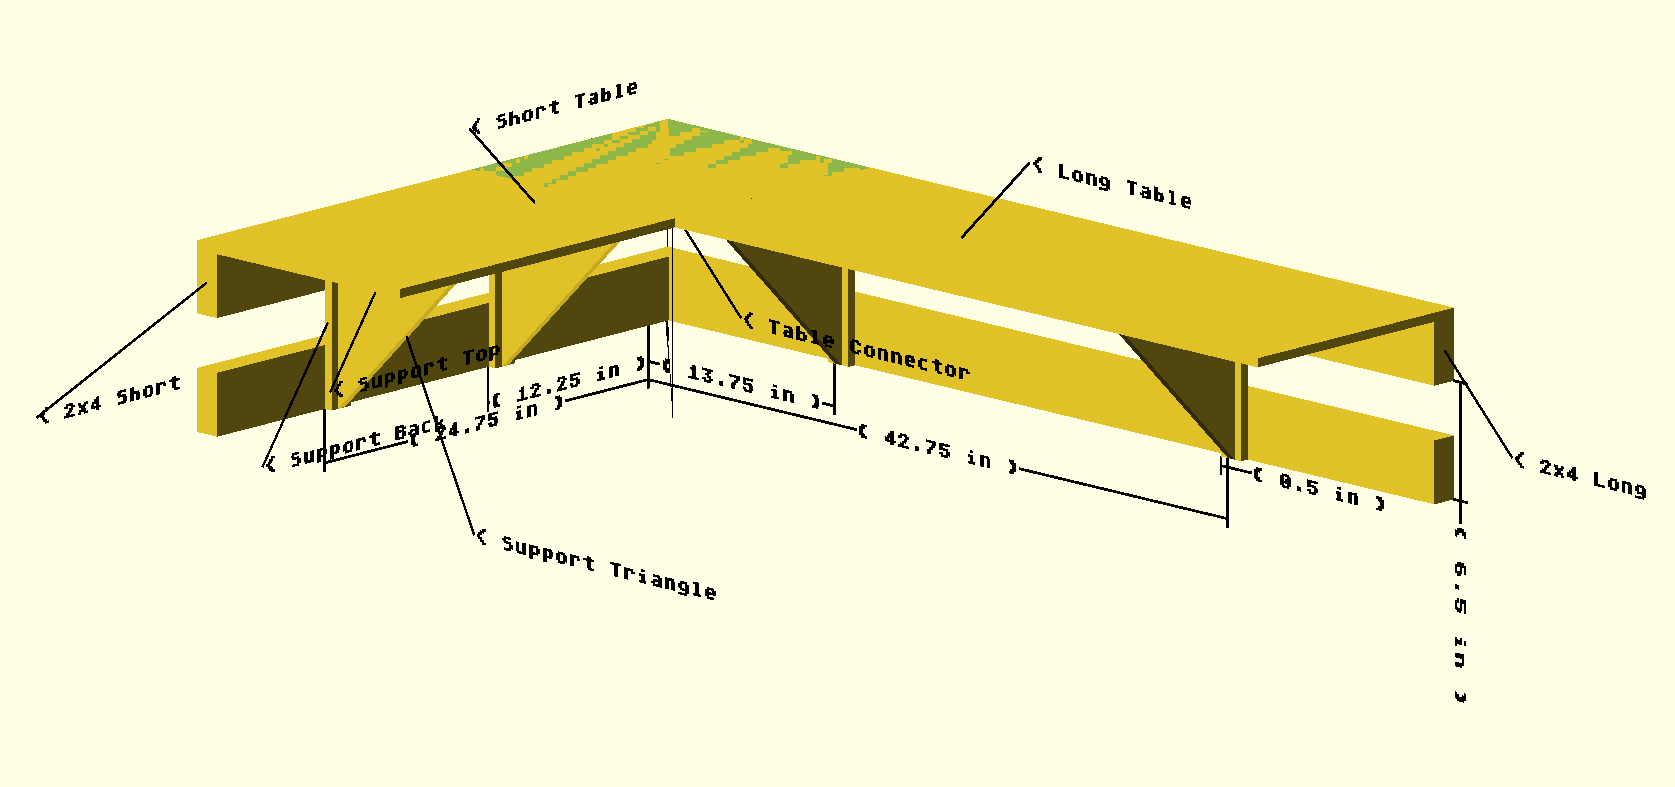 Short Table
Long Table
2x4 Short
Support Top
Table Connector
12.25 in
13.75 in
Support Back
24.75 in
42.75 in
0.5 in
2x4 Long
Support Triangle
6.5 in